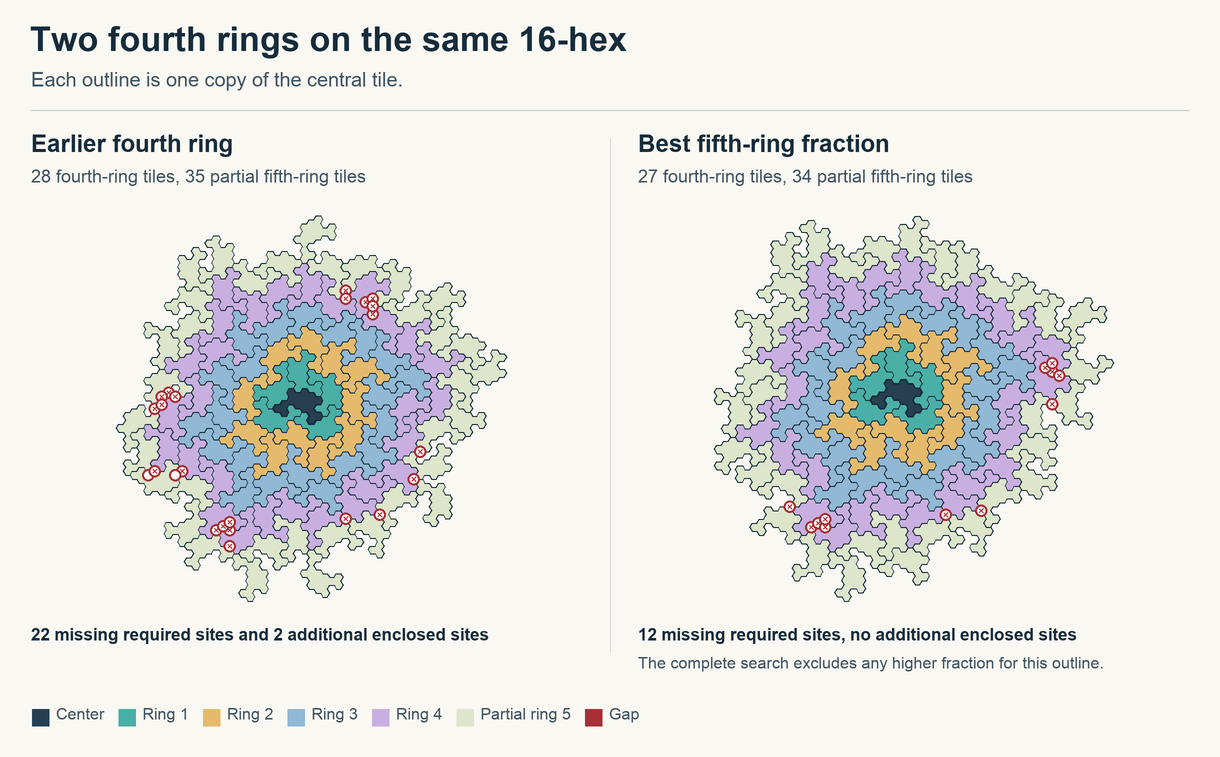 Two fourth rings on the same 16-hex
Each outline is one copy of the central tile.
Earlier fourth ring
28 fourth-ring tiles, 35 partial fifth-ring tiles
22 missing required sites and 2 additional enclosed sites
Best fifth-ring fraction
27 fourth-ring tiles, 34 partial fifth-ring tiles
12 missing required sites, no additional enclosed sites
The complete search excludes any higher fraction for this outline.
Center Ring 1 Ring 2 Ring 3 Ring 4 Partial ring 5 Gap